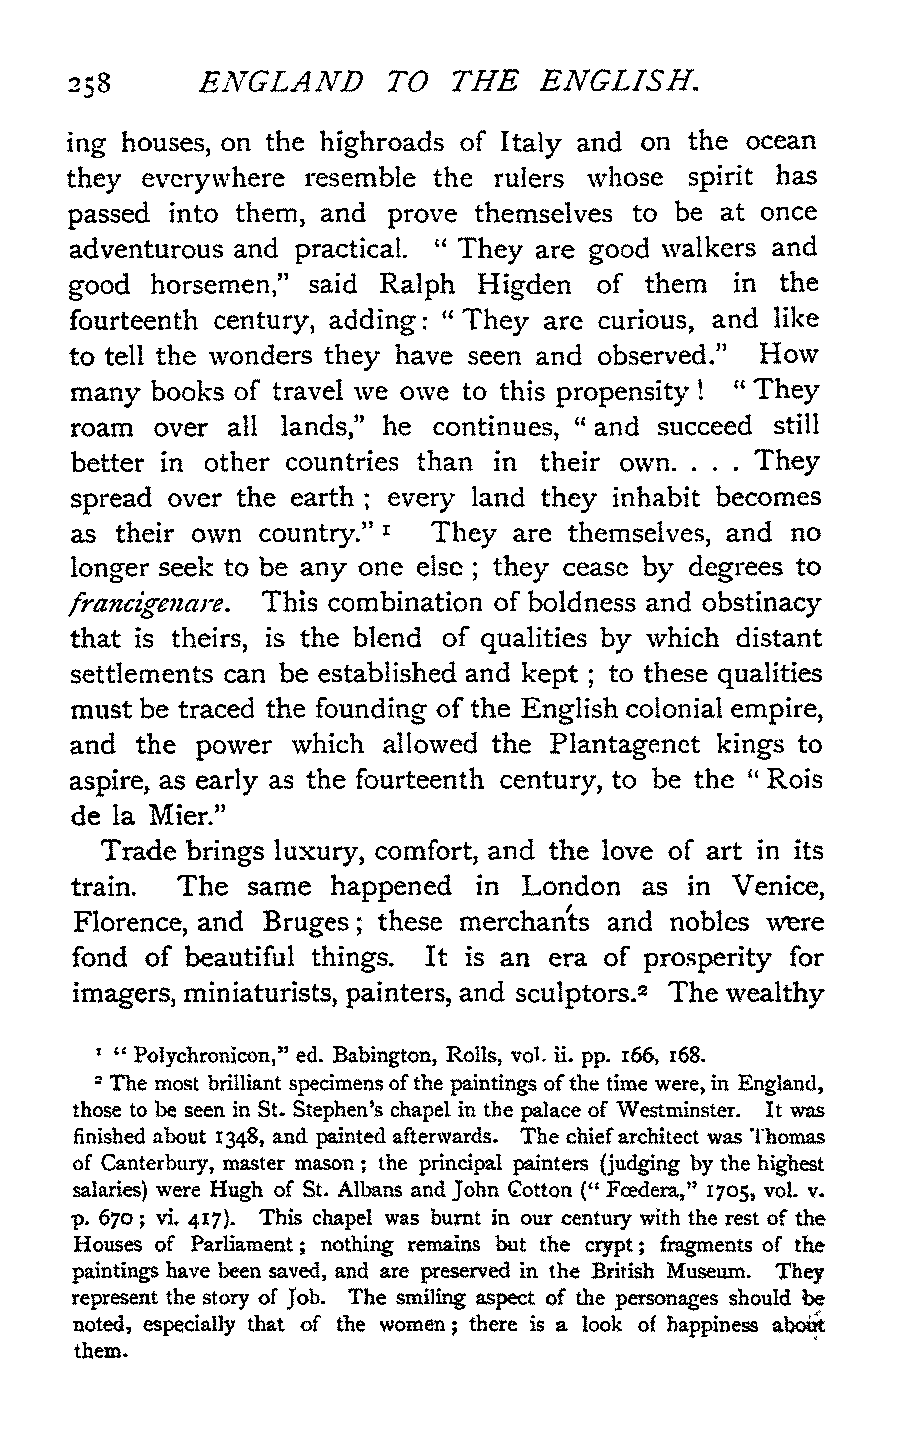 258 ENGLAND TO THE ENGLISH.
ing houses, on the highroads of Italy and on the ocean
they everywhere resemble the rulers whose spirit has
passed into them, and prove themselves to be at once
adventurous and practical. “ They are good walkers and
good horsemen,” said Ralph Higden of them in the
fourteenth century, adding: “ They are curious, and like
to tell the wonders they have seen and observed.” How
many books of travel we owe to this propensity ! “ They
roam over all lands,” he continues, “ and succeed still
better in other countries than in their own. . . . They
spread over the earth ; every land they inhabit becomes
as their own country.” ¹ They are themselves, and no
longer seek to be any one else ; they cease by degrees to
francigenare. This combination of boldness and obstinacy
that is theirs, is the blend of qualities by which distant
settlements can be established and kept ; to these qualities
must be traced the founding of the English colonial empire,
and the power which allowed the Plantagenet kings to
aspire, as early as the fourteenth century, to be the “ Rois
de la Mier.”
Trade brings luxury, comfort, and the love of art in its
train. The same happened in London as in Venice,
Florence, and Bruges ; these merchants and nobles were
fond of beautiful things. It is an era of prosperity for
imagers, miniaturists, painters, and sculptors.² The wealthy
¹ “ Polychronicon,” ed. Babington, Rolls, vol. ii. pp. 166, 168.
² The most brilliant specimens of the paintings of the time were, in England,
those to be seen in St. Stephen’s chapel in the palace of Westminster. It was
finished about 1348, and painted afterwards. The chief architect was Thomas
of Canterbury, master mason ; the principal painters (judging by the highest
salaries) were Hugh of St. Albans and John Cotton (“ Fœdera,” 1705, vol. v.
p. 670 ; vi. 417). This chapel was burnt in our century with the rest of the
Houses of Parliament ; nothing remains but the crypt ; fragments of the
paintings have been saved, and are preserved in the British Museum. They
represent the story of Job. The smiling aspect of the personages should be
noted, especially that of the women ; there is a look of happiness about
them.